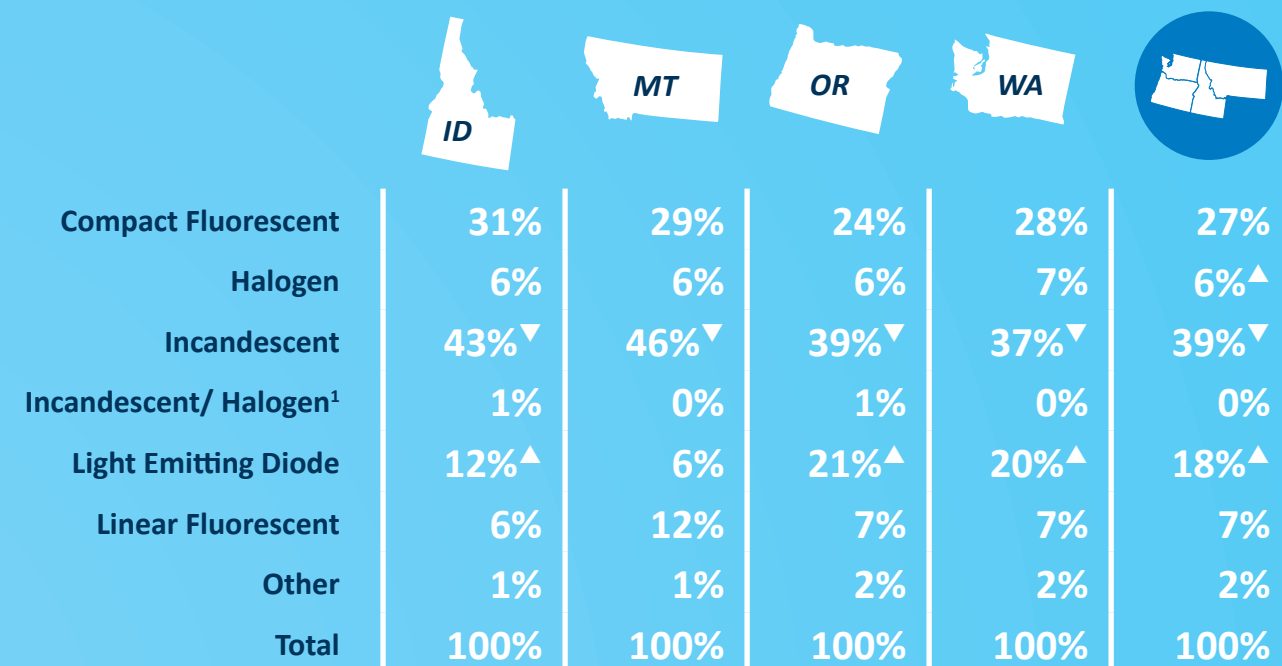 ID MT OR WA
Compact Fluorescent 31% 29% 24% 28% 27%
Halogen 6% 6% 6% 7% 6%▲
Incandescent 43%▼ 46%▼ 39%▼ 37%▼ 39%▼
Incandescent/ Halogen¹ 1% 0% 1% 0% 0%
Light Emitting Diode 12%▲ 6% 21%▲ 20%▲ 18%▲
Linear Fluorescent 6% 12% 7% 7% 7%
Other 1% 1% 2% 2% 2%
Total 100% 100% 100% 100% 100%